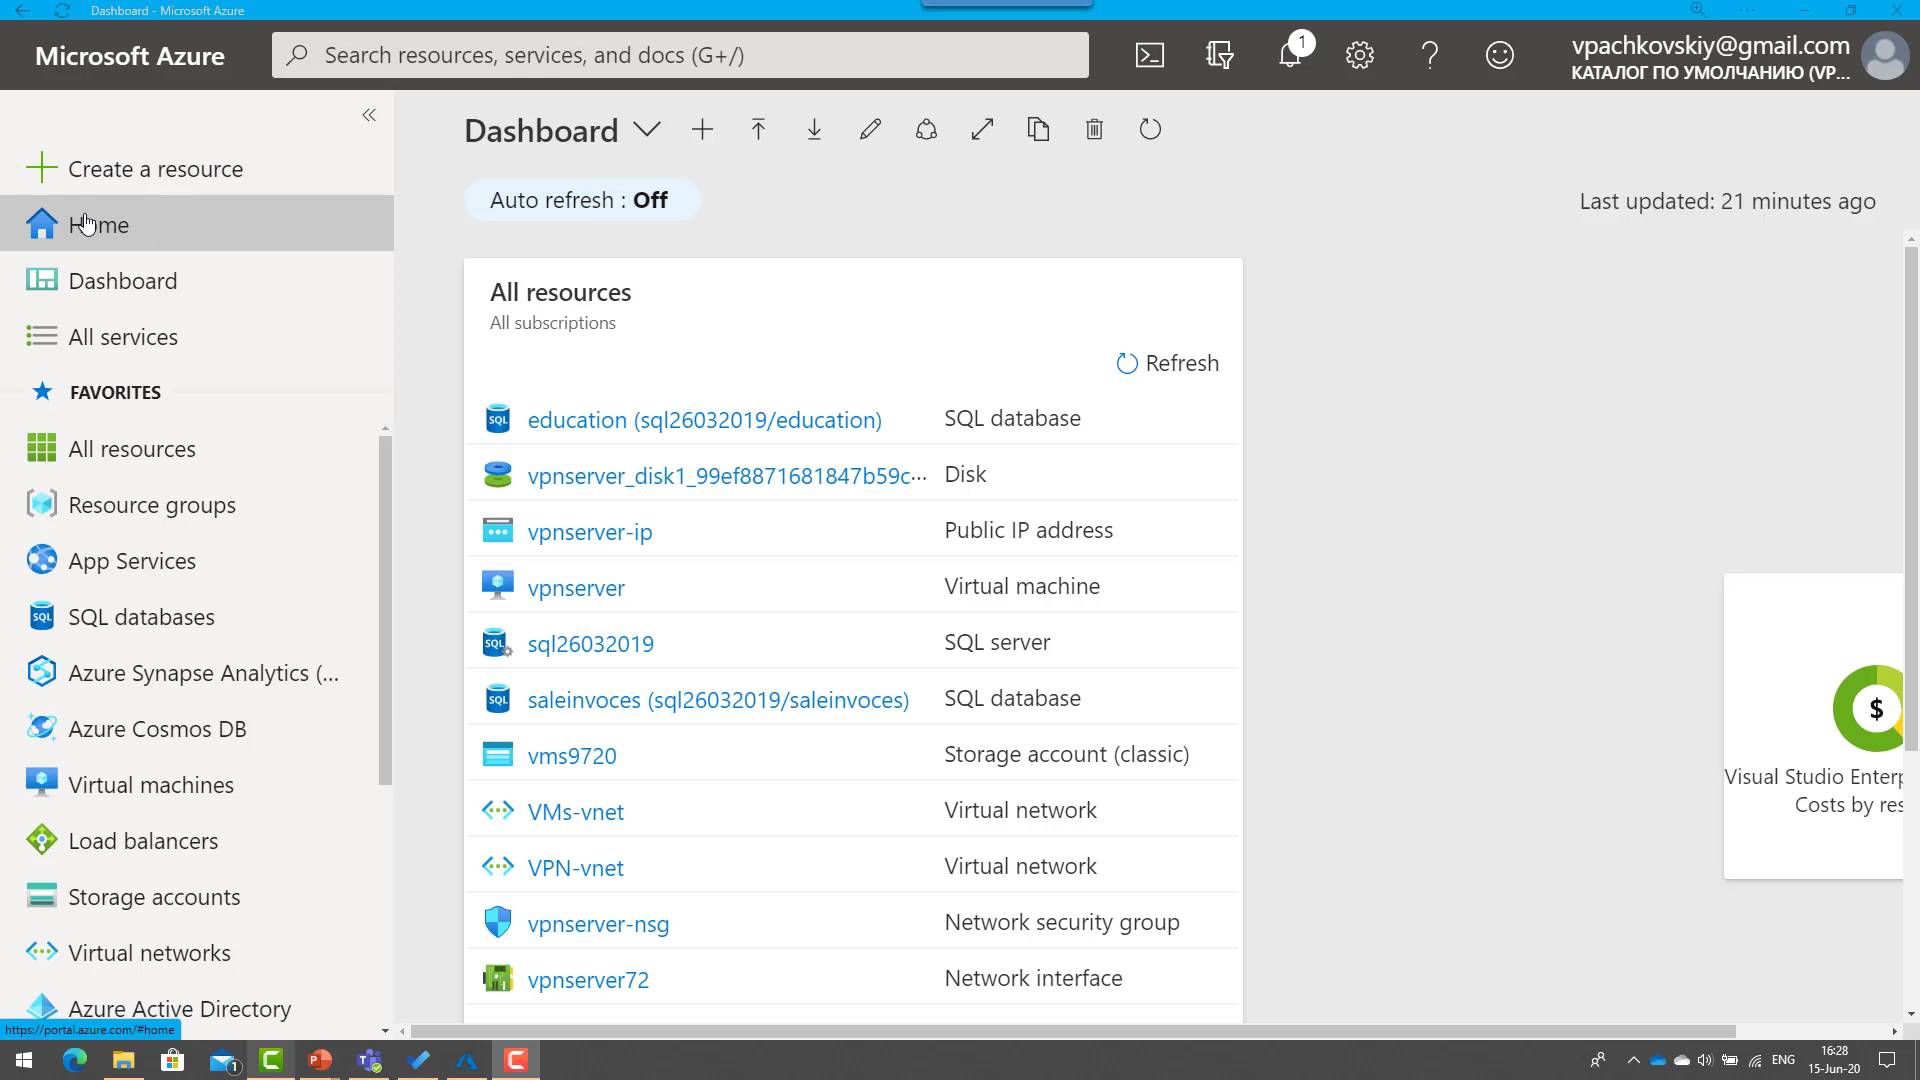 Dashboard - Microsoft Azure
Microsoft Azure
Search resources, services, and docs (G+/)
1
vpachkovskiy@gmail.com
КАТАЛОГ ПО УМОЛЧАНИЮ (VP...
Create a resource
Home
Dashboard
All services
FAVORITES
All resources
Resource groups
App Services
SQL databases
Azure Synapse Analytics (...
Azure Cosmos DB
Virtual machines
Load balancers
Storage accounts
Virtual networks
Azure Active Directory
https://portal.azure.com/#home
Dashboard
Auto refresh : Off
Last updated: 21 minutes ago
All resources
All subscriptions
Refresh
SQL education (sql26032019/education) SQL database
vpnserver_disk1_99ef8871681847b59c... Disk
vpnserver-ip Public IP address
vpnserver Virtual machine
SQL sql26032019 SQL server
SQL saleinvoces (sql26032019/saleinvoces) SQL database
vms9720 Storage account (classic)
VMs-vnet Virtual network
VPN-vnet Virtual network
vpnserver-nsg Network security group
vpnserver72 Network interface
$
Visual Studio Enterp
Costs by res
1
ENG
16:28
15-Jun-20